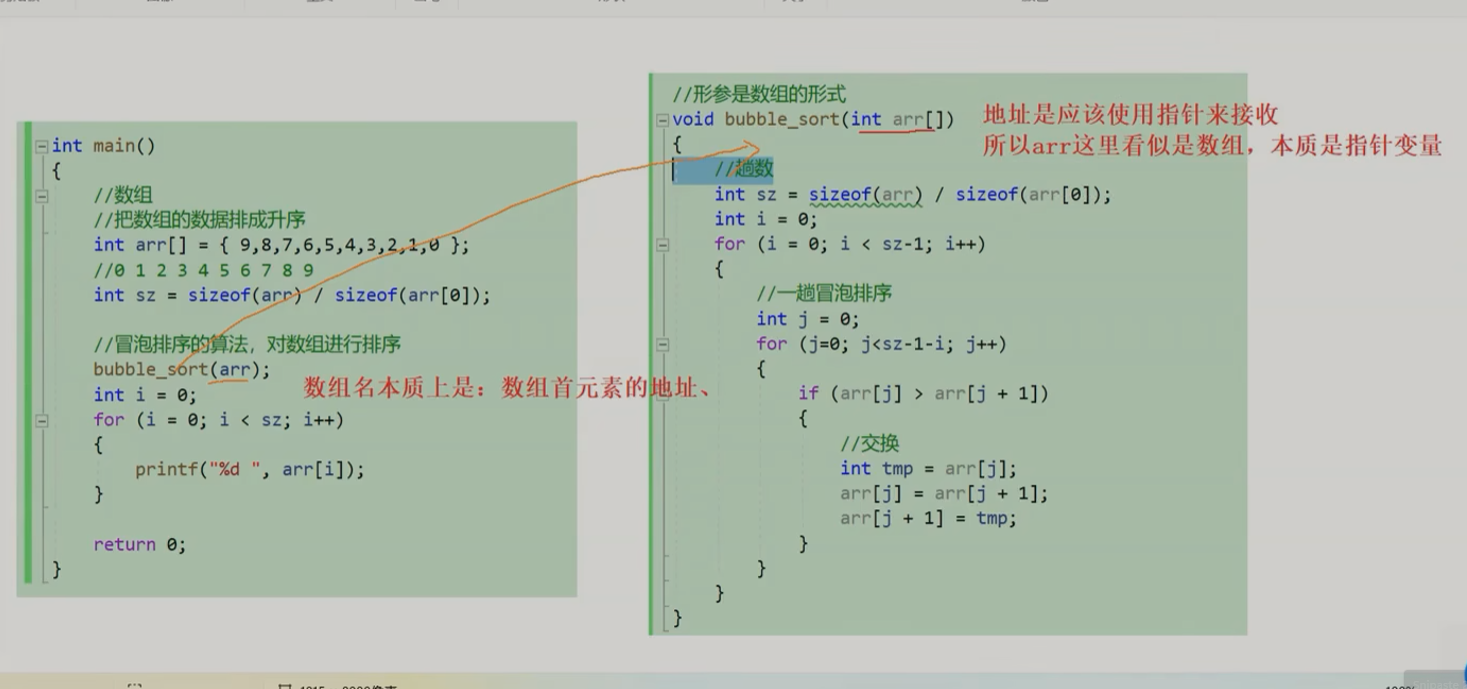 int main()
{
//数组
//把数组的数据排成升序
int arr[] = { 9,8,7,6,5,4,3,2,1,0 };
//0 1 2 3 4 5 6 7 8 9
int sz = sizeof(arr) / sizeof(arr[0]);
//冒泡排序的算法，对数组进行排序
bubble_sort(arr);
数组名本质上是：数组首元素的地址、
int i = 0;
for (i = 0; i < sz; i++)
{
printf("%d ", arr[i]);
}
return 0;
}
//形参是数组的形式
void bubble_sort(int arr[])
地址是应该使用指针来接收
所以arr这里看似是数组，本质是指针变量
{
//趟数
int sz = sizeof(arr) / sizeof(arr[0]);
int i = 0;
for (i = 0; i < sz-1; i++)
{
//一趟冒泡排序
int j = 0;
for (j=0; j<sz-1-i; j++)
{
if (arr[j] > arr[j + 1])
{
//交换
int tmp = arr[j];
arr[j] = arr[j + 1];
arr[j + 1] = tmp;
}
}
}
}